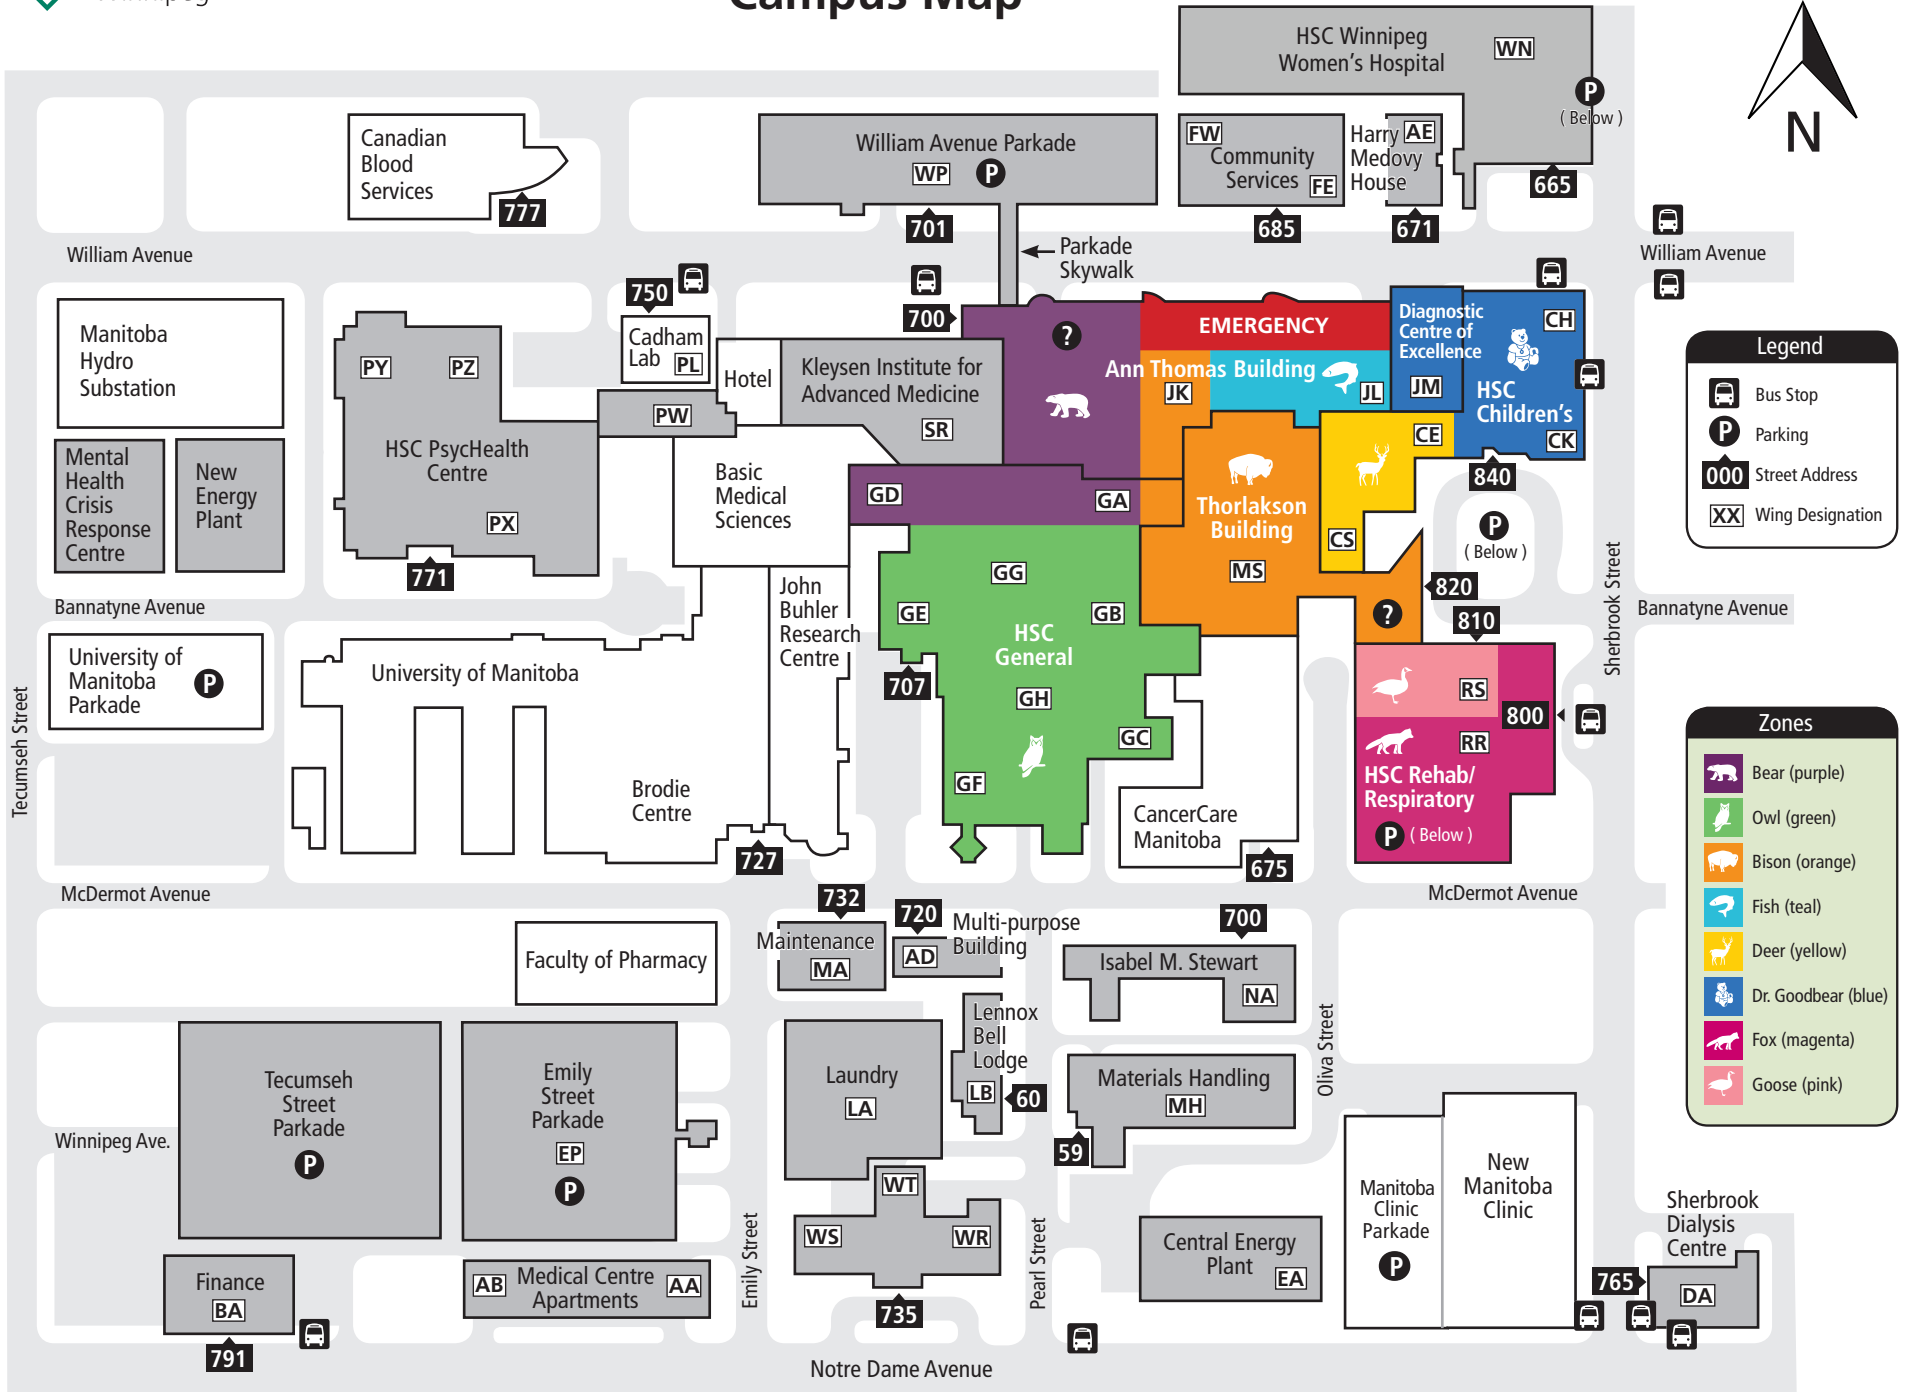 Campus Map
HSC Winnipeg
Women's Hospital
WN
P
( Below )
N
Canadian
Blood
Services
777
William Avenue Parkade
WP
P
701
FW
Community
Services
FE
685
Harry
Medovy
House
AE
671
665
William Avenue
Parkade
Skywalk
William Avenue
Manitoba
Hydro
Substation
750
Cadham
Lab
PL
700
?
EMERGENCY
Ann Thomas Building
JK
JL
Diagnostic
Centre of
Excellence
JM
CH
HSC
Children's
CK
840
PY
PZ
HSC PsycHealth
Centre
PX
771
PW
Hotel
Kleysen Institute for
Advanced Medicine
SR
Mental
Health
Crisis
Response
Centre
New
Energy
Plant
Basic
Medical
Sciences
GD
GA
Thorlakson
Building
MS
CE
CS
P
( Below )
820
?
810
Bannatyne Avenue
Bannatyne Avenue
Sherbrook Street
John
Buhler
Research
Centre
GG
GE
GB
HSC
General
GH
GC
GF
707
University of
Manitoba
Parkade
P
Tecumseh Street
University of Manitoba
Brodie
Centre
727
RS
800
RR
HSC Rehab/
Respiratory
P
( Below )
CancerCare
Manitoba
675
McDermot Avenue
McDermot Avenue
Faculty of Pharmacy
732
Maintenance
MA
720
AD
Multi-purpose
Building
700
Isabel M. Stewart
NA
Oliva Street
Lennox
Bell
Lodge
LB
60
Laundry
LA
Materials Handling
MH
59
Tecumseh
Street
Parkade
P
Emily
Street
Parkade
EP
P
Winnipeg Ave.
WT
WS
WR
735
Emily Street
Pearl Street
Central Energy
Plant
EA
Manitoba
Clinic
Parkade
P
New
Manitoba
Clinic
Sherbrook
Dialysis
Centre
765
DA
Finance
BA
791
AB
Medical Centre
Apartments
AA
Notre Dame Avenue
Legend
Bus Stop
P
Parking
000
Street Address
XX
Wing Designation
Zones
Bear (purple)
Owl (green)
Bison (orange)
Fish (teal)
Deer (yellow)
Dr. Goodbear (blue)
Fox (magenta)
Goose (pink)